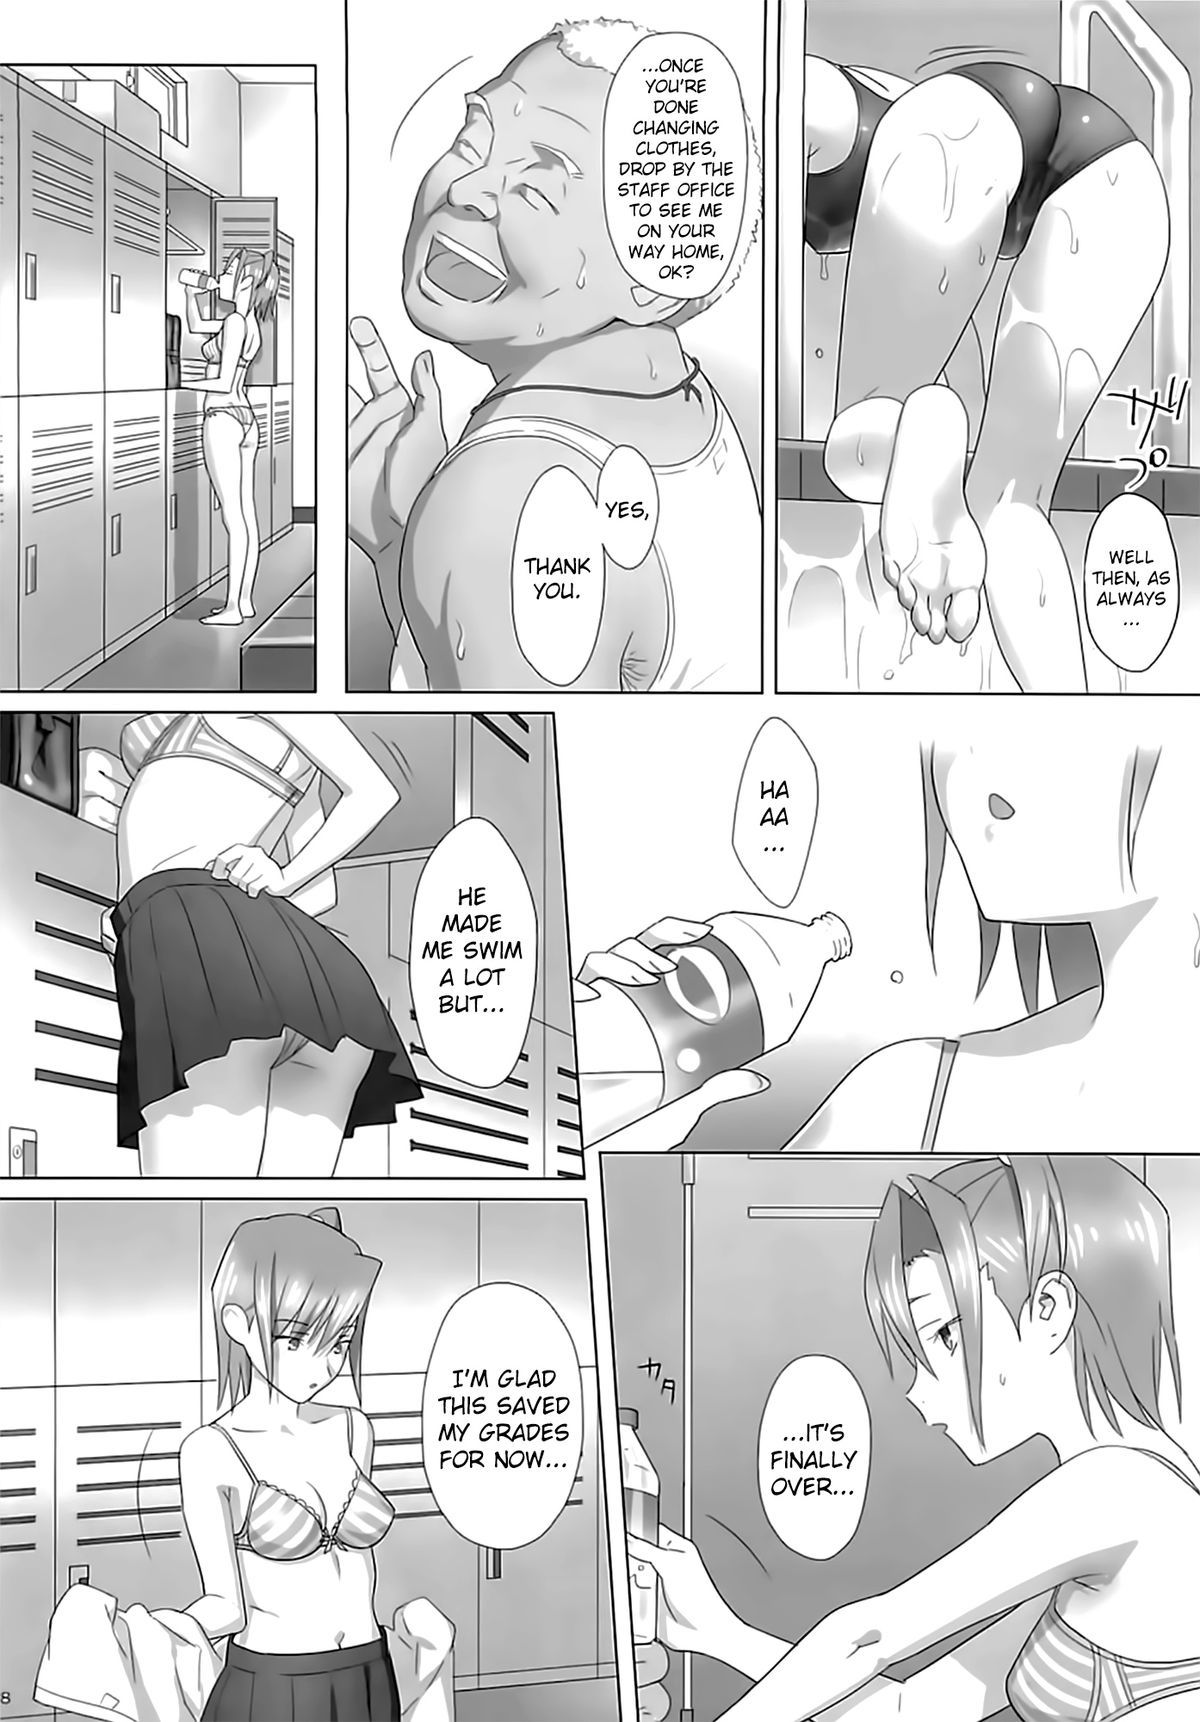 WELL
THEN, AS
ALWAYS
...
...ONCE
YOU'RE
DONE
CHANGING
CLOTHES,
DROP BY THE
STAFF OFFICE
TO SEE ME
ON YOUR
WAY HOME,
OK?
YES,
THANK
YOU.
HA
AA
...
HE
MADE
ME SWIM
A LOT
BUT...
カタ
...IT'S
FINALLY
OVER...
I'M GLAD
THIS SAVED
MY GRADES
FOR NOW...
8